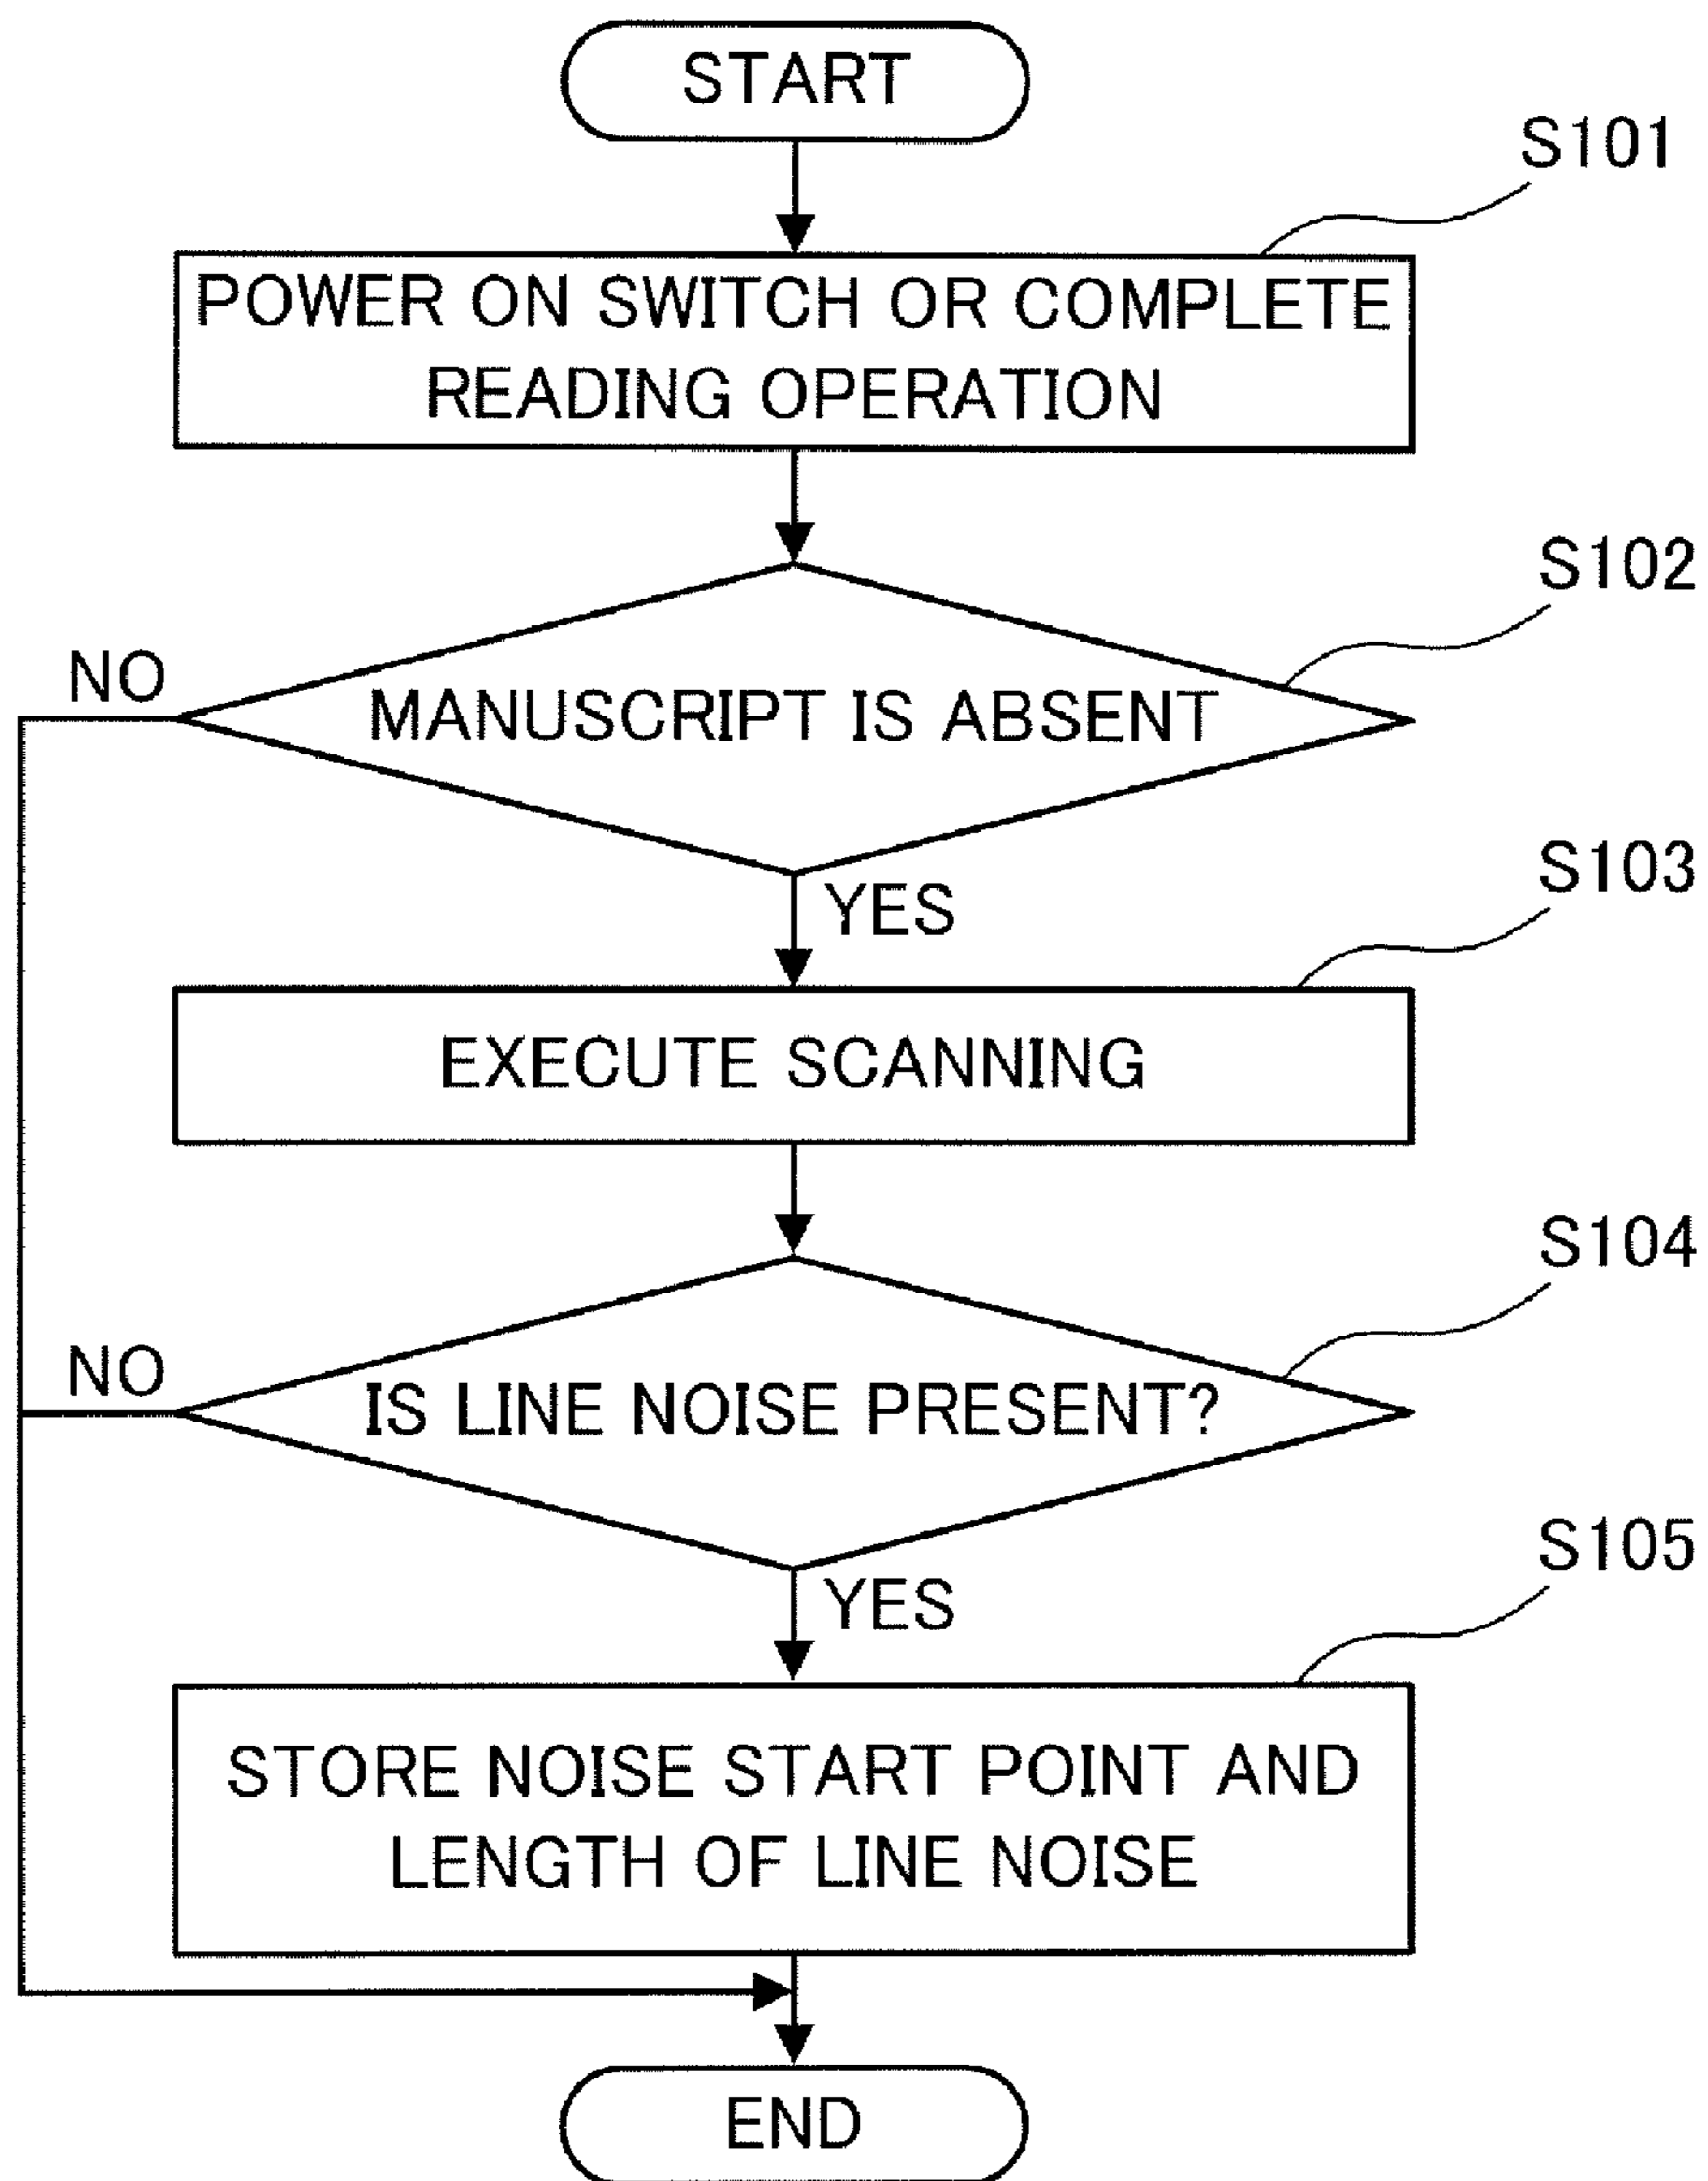 START
S101
POWER ON SWITCH OR COMPLETE
READING OPERATION
S102
NO
MANUSCRIPT IS ABSENT
YES
S103
EXECUTE SCANNING
S104
NO
IS LINE NOISE PRESENT?
YES
S105
STORE NOISE START POINT AND
LENGTH OF LINE NOISE
END